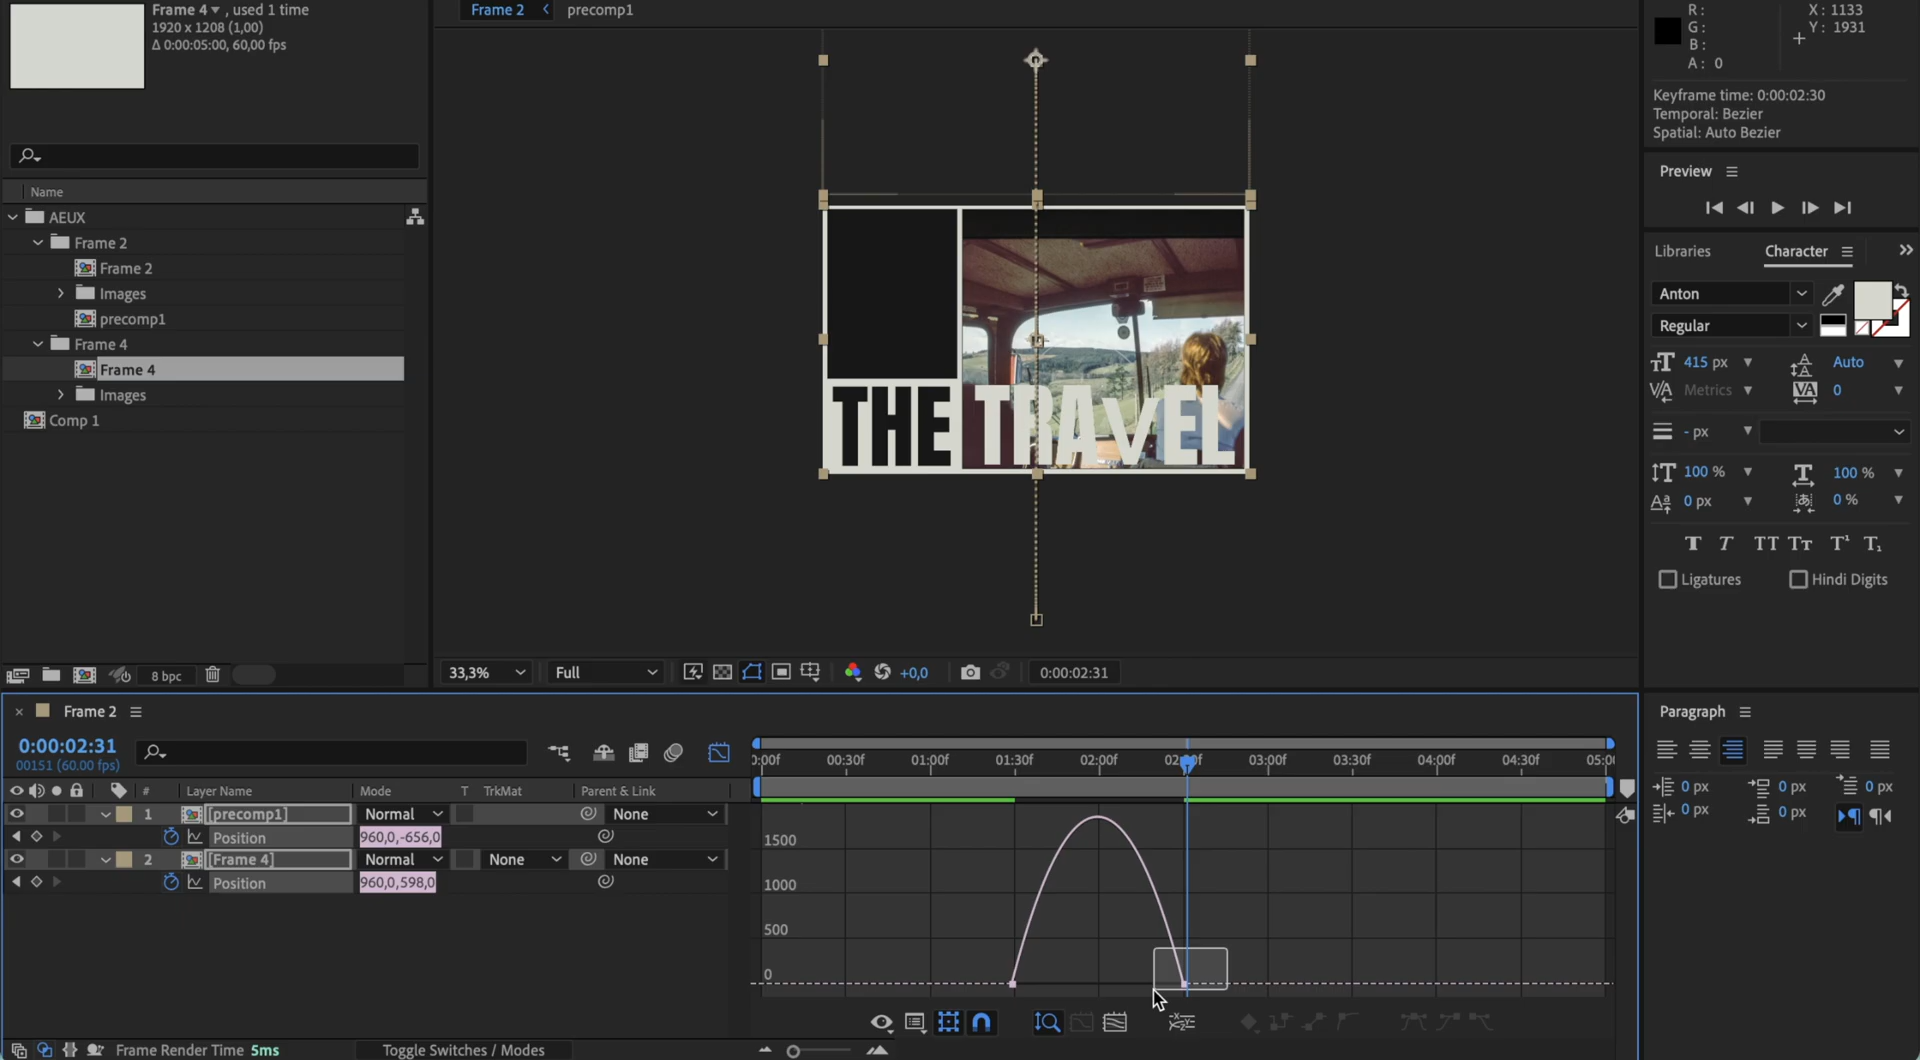 Frame 4 , used 1 time
1920 x 1208 (1,00)
Δ 0:00:05:00, 60,00 fps
Name
AEUX
Frame 2
Frame 2
Images
precomp1
Frame 4
Frame 4
Images
Comp 1
8 bpc
Frame 2 precomp1
THE TRAVEL
33,3% Full +0,0 0:00:02:31
R: X: 1133
G: Y: 1931
B:
A: 0
Keyframe time: 0:00:02:30
Temporal: Bezier
Spatial: Auto Bezier
Preview
Libraries Character
Anton
Regular
415 px Auto
Metrics 0
- px
100 % 100 %
0 px 0 %
Ligatures Hindi Digits
Paragraph
0 px 0 px 0 px
0 px 0 px
Frame 2
0:00:02:31
00151 (60.00 fps)
# Layer Name Mode T TrkMat Parent & Link
1 [precomp1] Normal None
Position 960,0,-656,0
2 [Frame 4] Normal None None
Position 960,0,598,0
00:30f 01:00f 01:30f 02:00f 03:00f 03:30f 04:00f 04:30f
1500
1000
500
0
Frame Render Time 5ms Toggle Switches / Modes